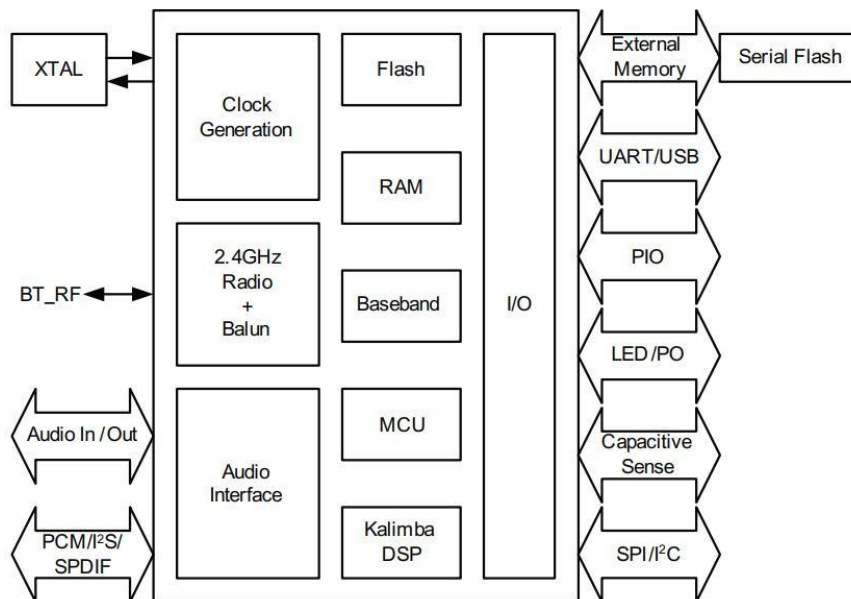 XTAL
Clock
Generation
Flash
External
Memory
Serial Flash
RAM
UART/USB
BT_RF
2.4GHz
Radio
+
Balun
Baseband
I/O
PIO
LED/PO
Audio In/Out
Audio
Interface
MCU
Capacitive
Sense
PCM/I²S/
SPDIF
Kalimba
DSP
SPI/I²C